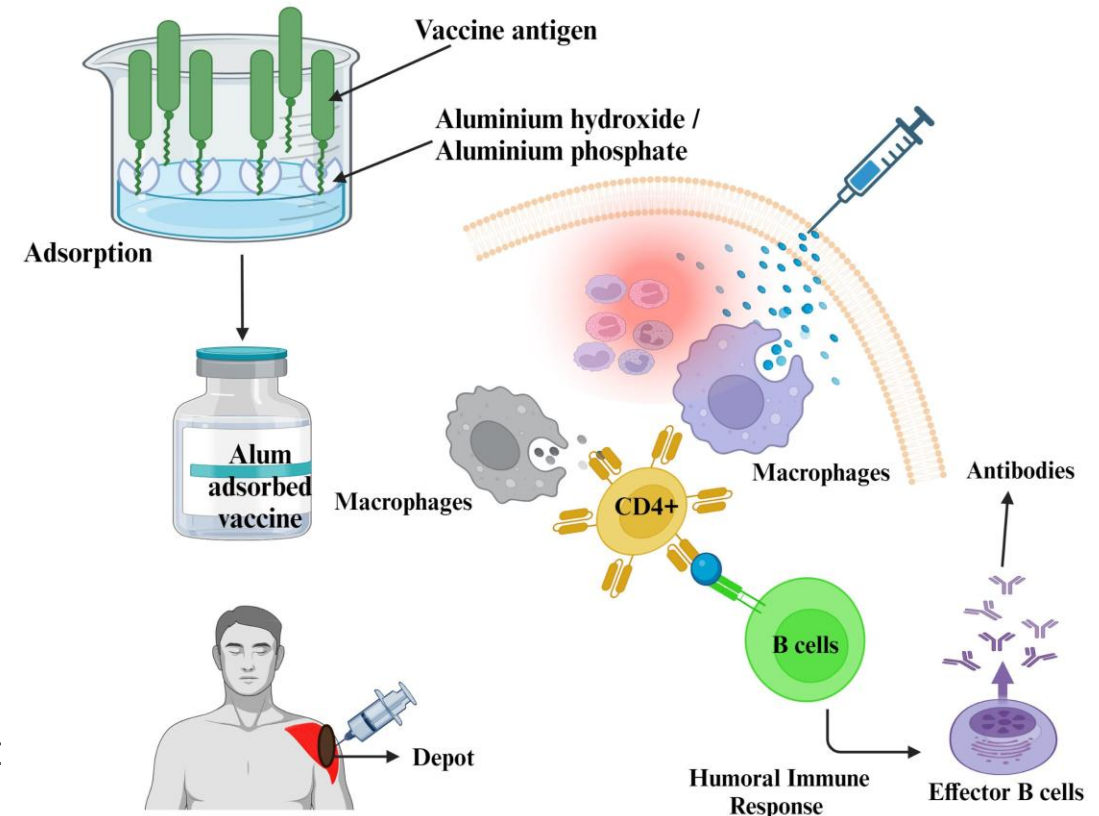 Vaccine antigen
Aluminium hydroxide /
Aluminium phosphate
Adsorption
Alum
adsorbed
vaccine
Macrophages
Macrophages
CD4+
Antibodies
B cells
Depot
Humoral Immune
Response
Effector B cells